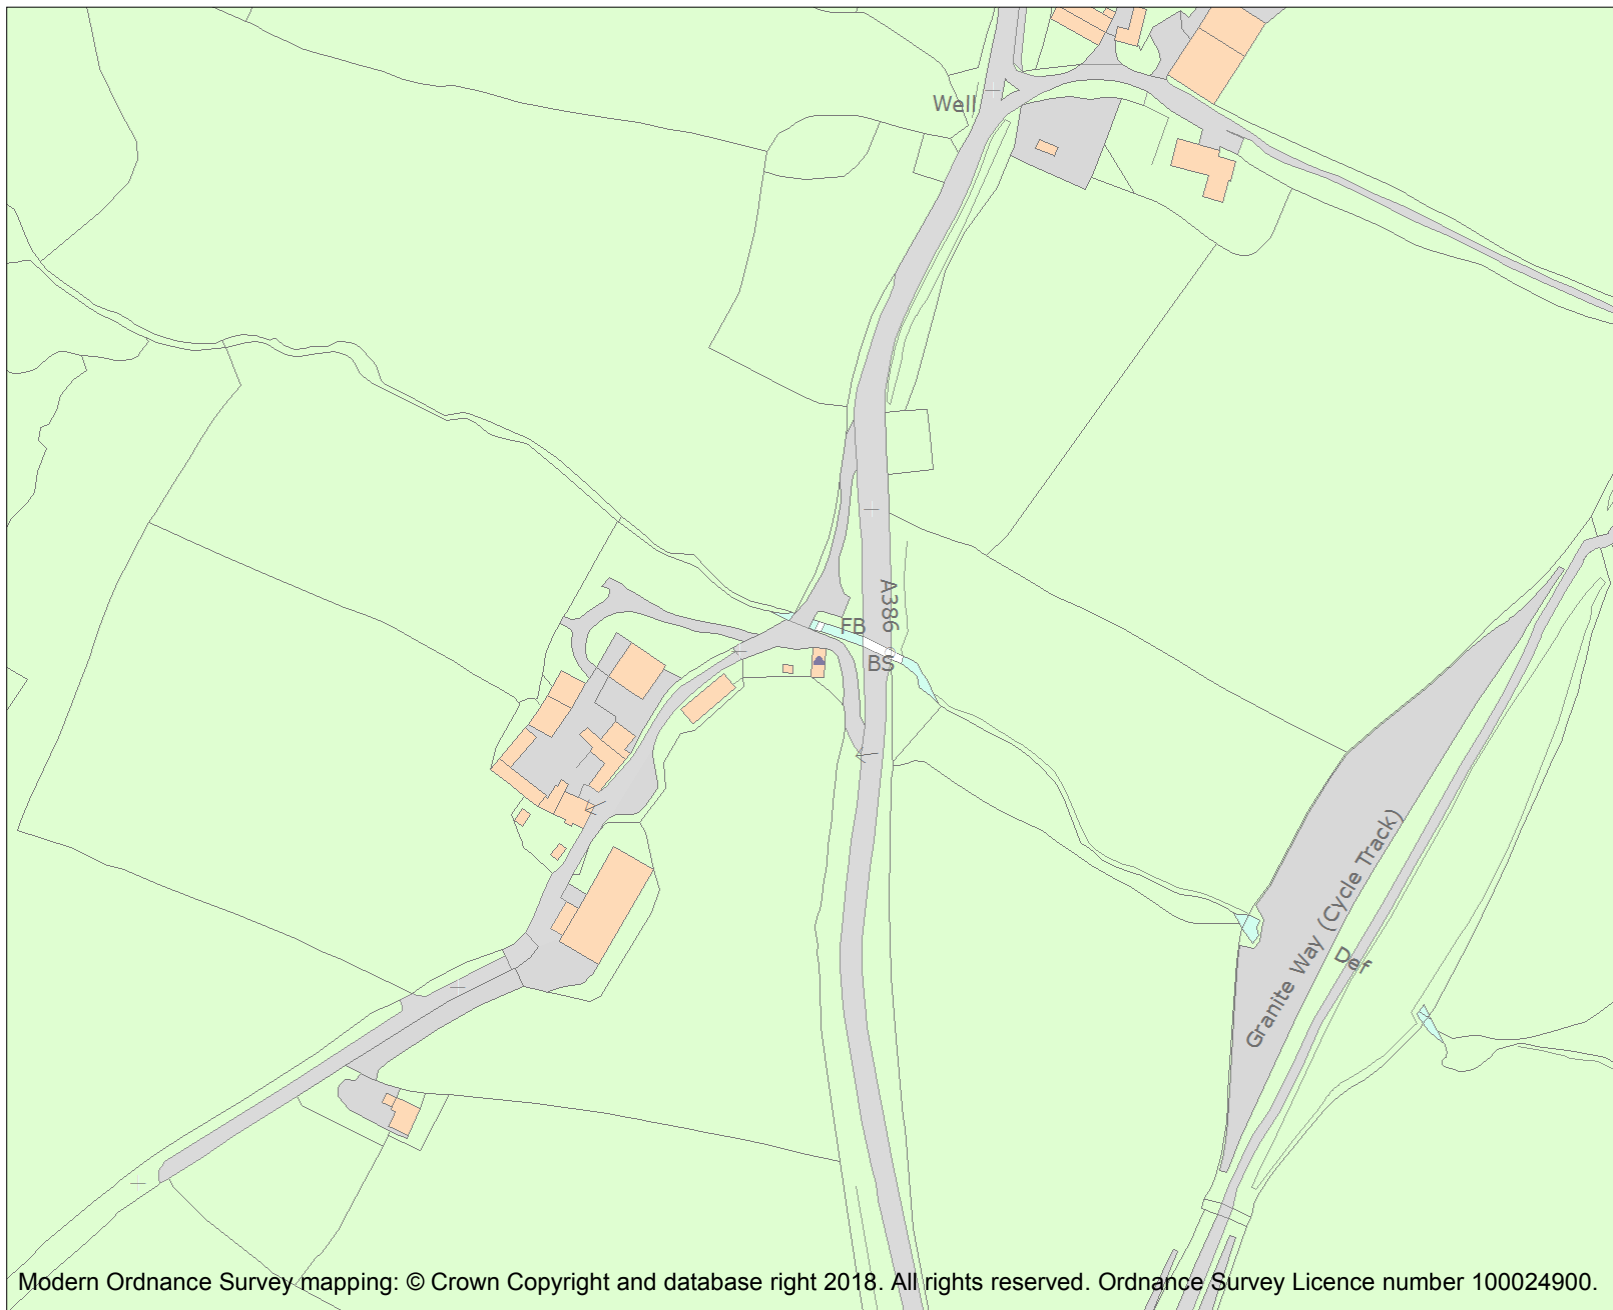 Well
A386
FB
BS
Granite Way (Cycle Track)
Def
Modern Ordnance Survey mapping: © Crown Copyright and database right 2018. All rights reserved. Ordnance Survey Licence number 100024900.